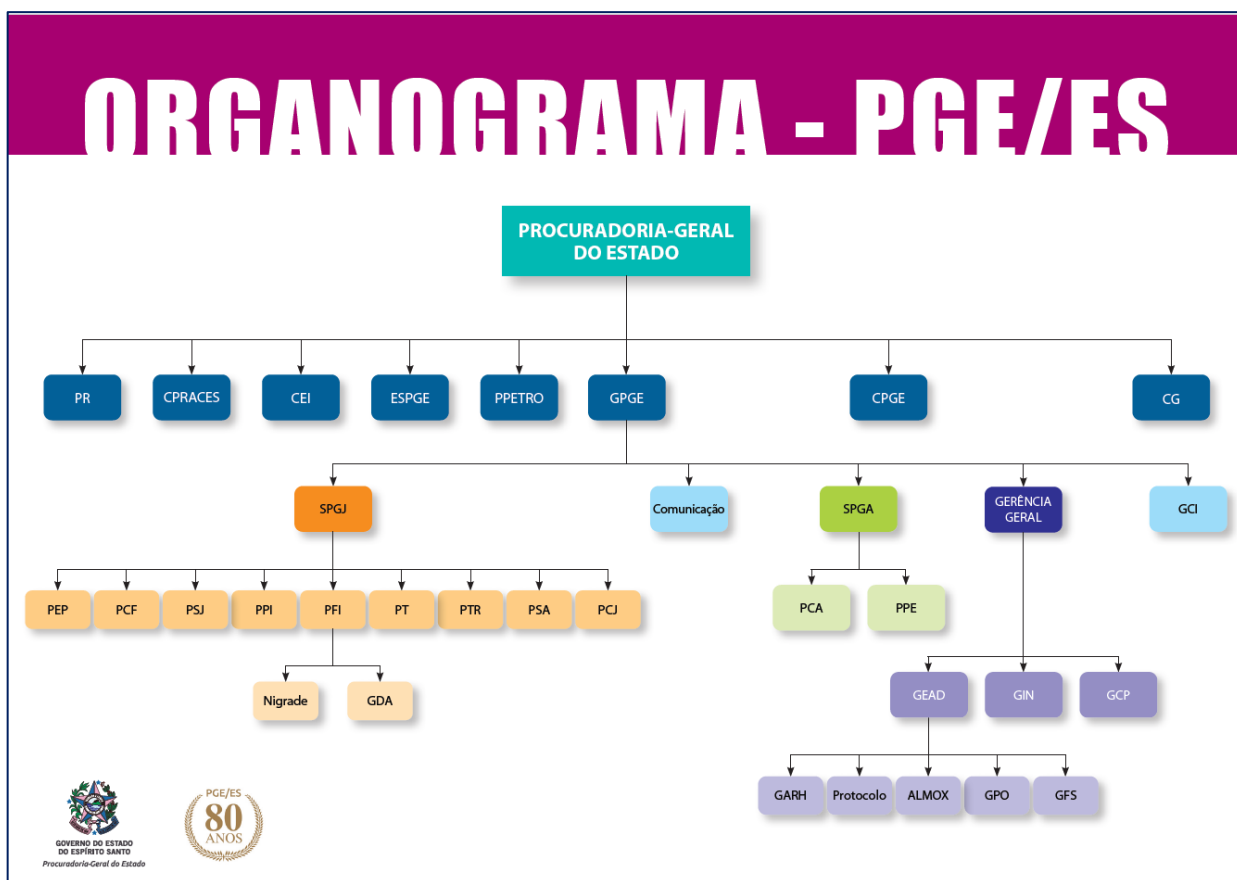 ORGANOGRAMA - PGE/ES
PROCURADORIA-GERAL
DO ESTADO
PR
CPRACES
CEI
ESPGE
PPETRO
GPGE
CPGE
CG
SPGJ
Comunicação
SPGA
GERÊNCIA
GERAL
GCI
PEP
PCF
PSJ
PPI
PFI
PT
PTR
PSA
PCJ
PCA
PPE
Nigrade
GDA
GEAD
GIN
GCP
GARH
Protocolo
ALMOX
GPO
GFS
GOVERNO DO ESTADO
DO ESPÍRITO SANTO
Procuradoria-Geral do Estado
PGE/ES
80
ANOS